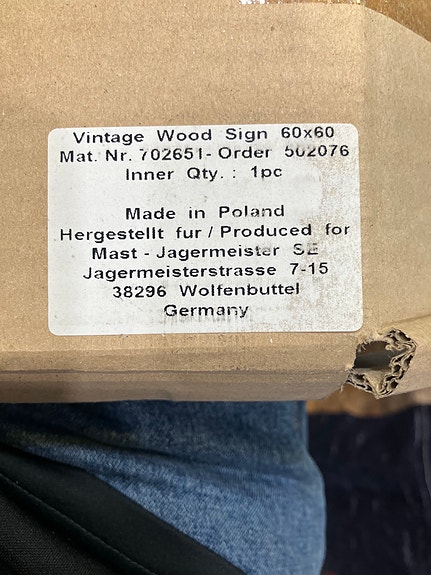 Vintage Wood Sign 60x60
Mat. Nr. 702651- Order 502076
Inner Qty. : 1pc
Made in Poland
Hergestellt fur / Produced for
Mast - Jagermeister SE
Jagermeisterstrasse 7-15
38296 Wolfenbuttel
Germany